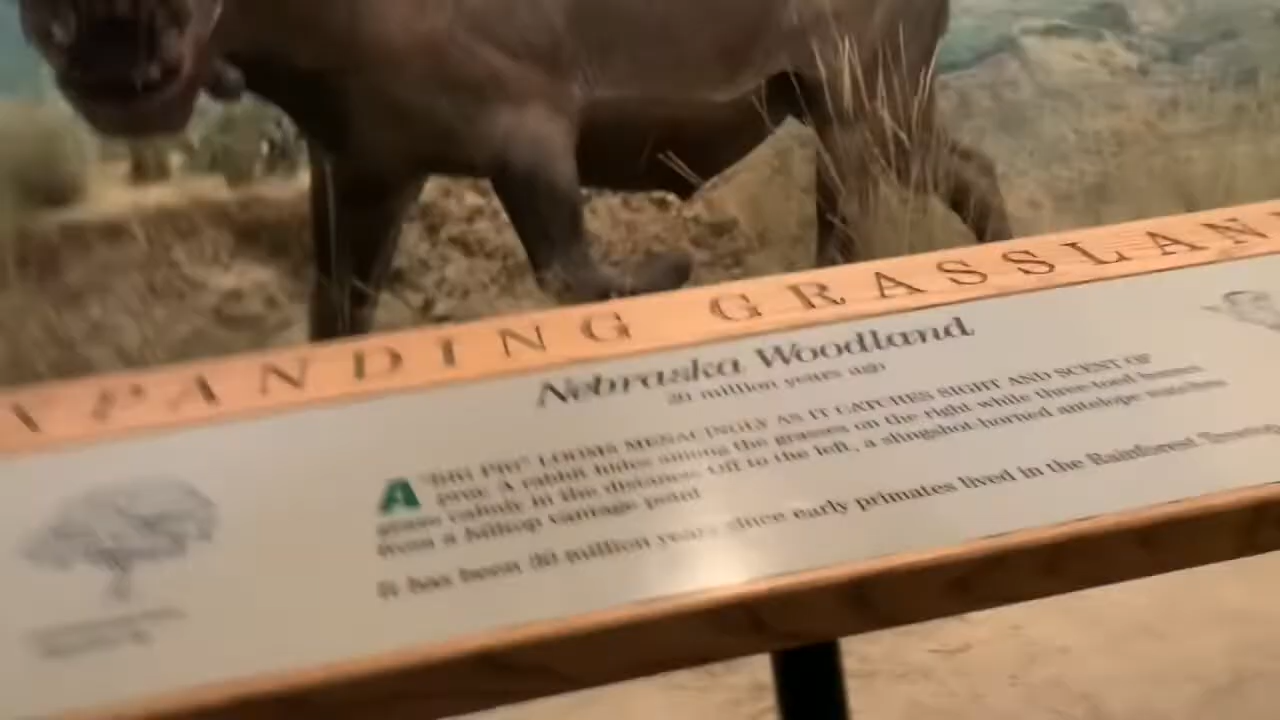 PANDING GRASSLAN
Nebraska Woodland
20 million years ago
A "BIG PIG" LOOMS MENACINGLY AS IT CATCHES SIGHT AND SCENT OF
prey. A rabbit hides among the grasses on the right while three-toed horses
graze calmly in the distance. Off to the left, a slingshot-horned antelope watches
from a hilltop vantage point
It has been 30 million years since early primates lived in the Rainforest